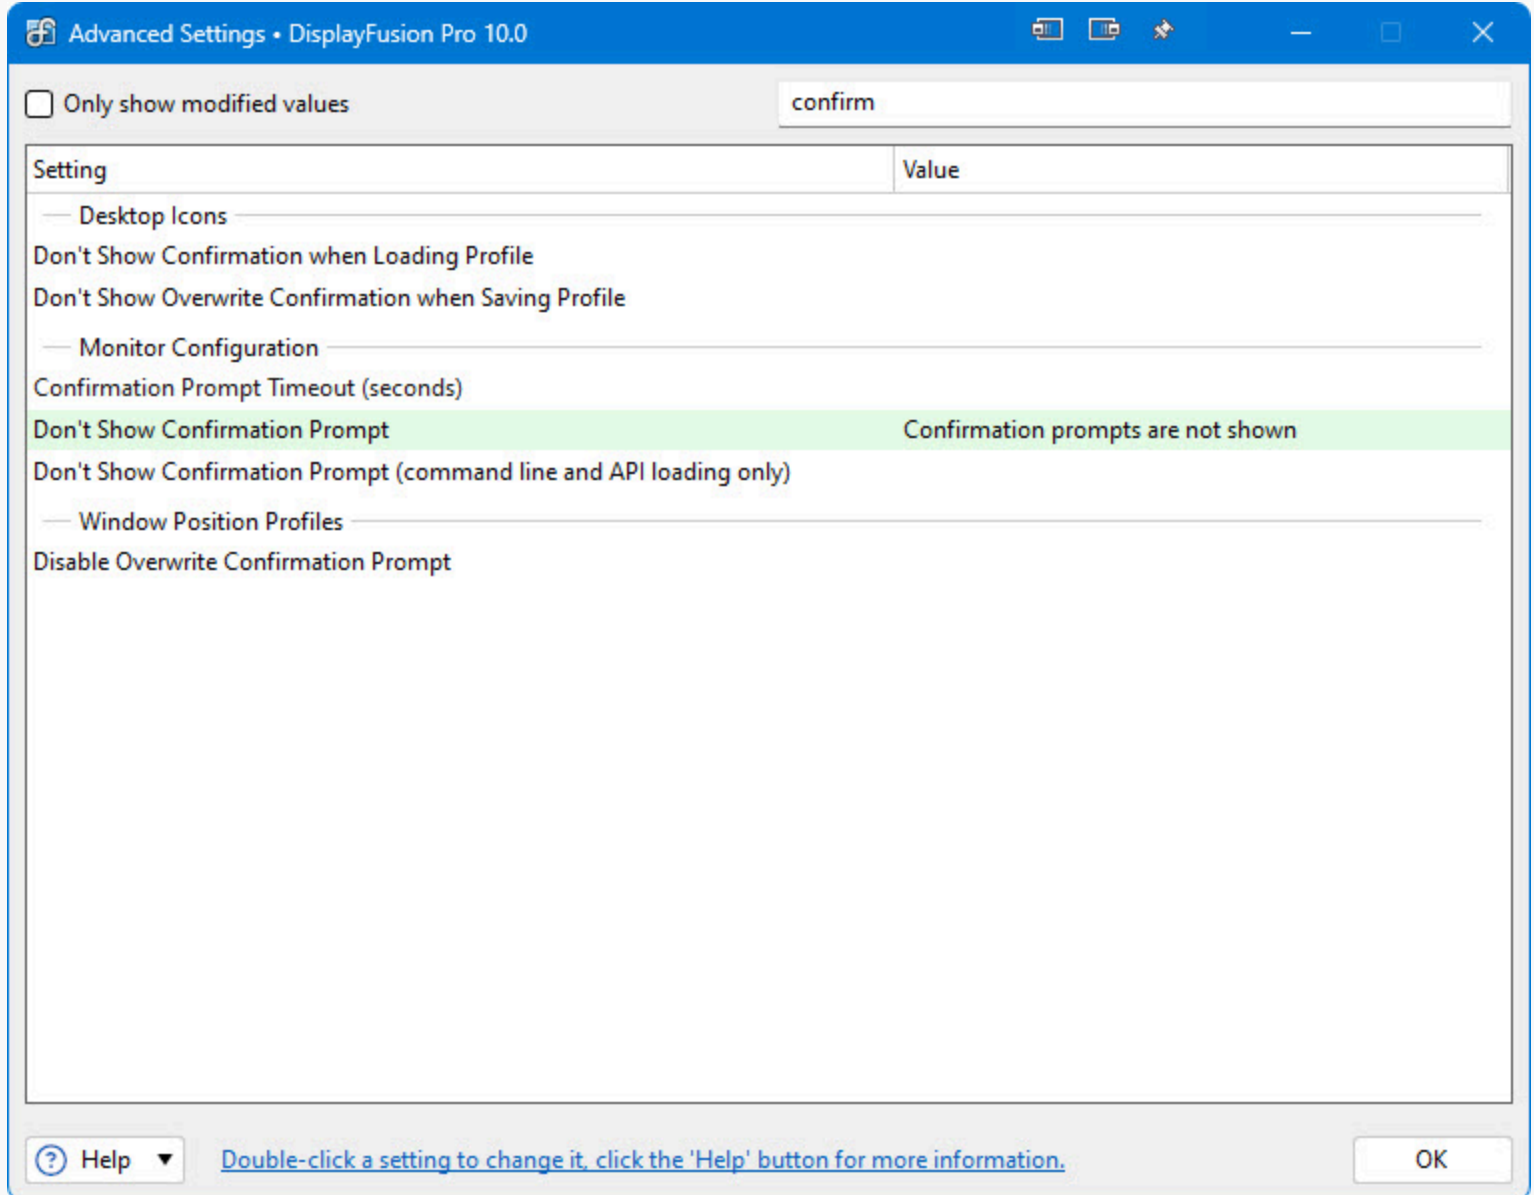 Advanced Settings • DisplayFusion Pro 10.0
Only show modified values
confirm
Setting Value
Desktop Icons
Don't Show Confirmation when Loading Profile
Don't Show Overwrite Confirmation when Saving Profile
Monitor Configuration
Confirmation Prompt Timeout (seconds)
Don't Show Confirmation Prompt Confirmation prompts are not shown
Don't Show Confirmation Prompt (command line and API loading only)
Window Position Profiles
Disable Overwrite Confirmation Prompt
? Help Double-click a setting to change it, click the 'Help' button for more information. OK